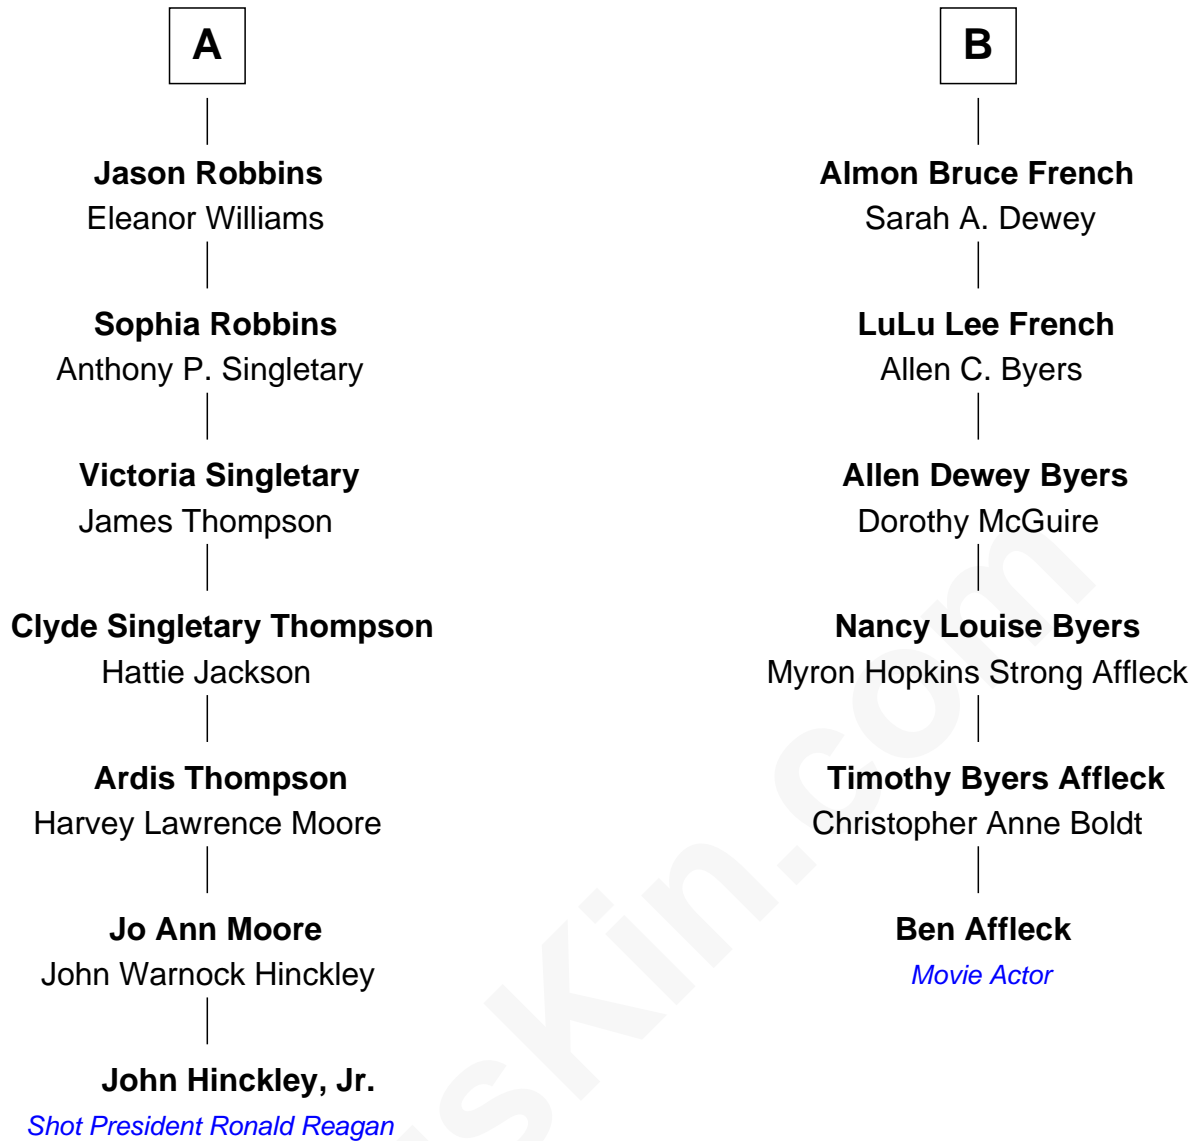 A
Jason Robbins
Eleanor Williams
Sophia Robbins
Anthony P. Singletary
Victoria Singletary
James Thompson
Clyde Singletary Thompson
Hattie Jackson
Ardis Thompson
Harvey Lawrence Moore
Jo Ann Moore
John Warnock Hinckley
John Hinckley, Jr.
Shot President Ronald Reagan
B
Almon Bruce French
Sarah A. Dewey
LuLu Lee French
Allen C. Byers
Allen Dewey Byers
Dorothy McGuire
Nancy Louise Byers
Myron Hopkins Strong Affleck
Timothy Byers Affleck
Christopher Anne Boldt
Ben Affleck
Movie Actor